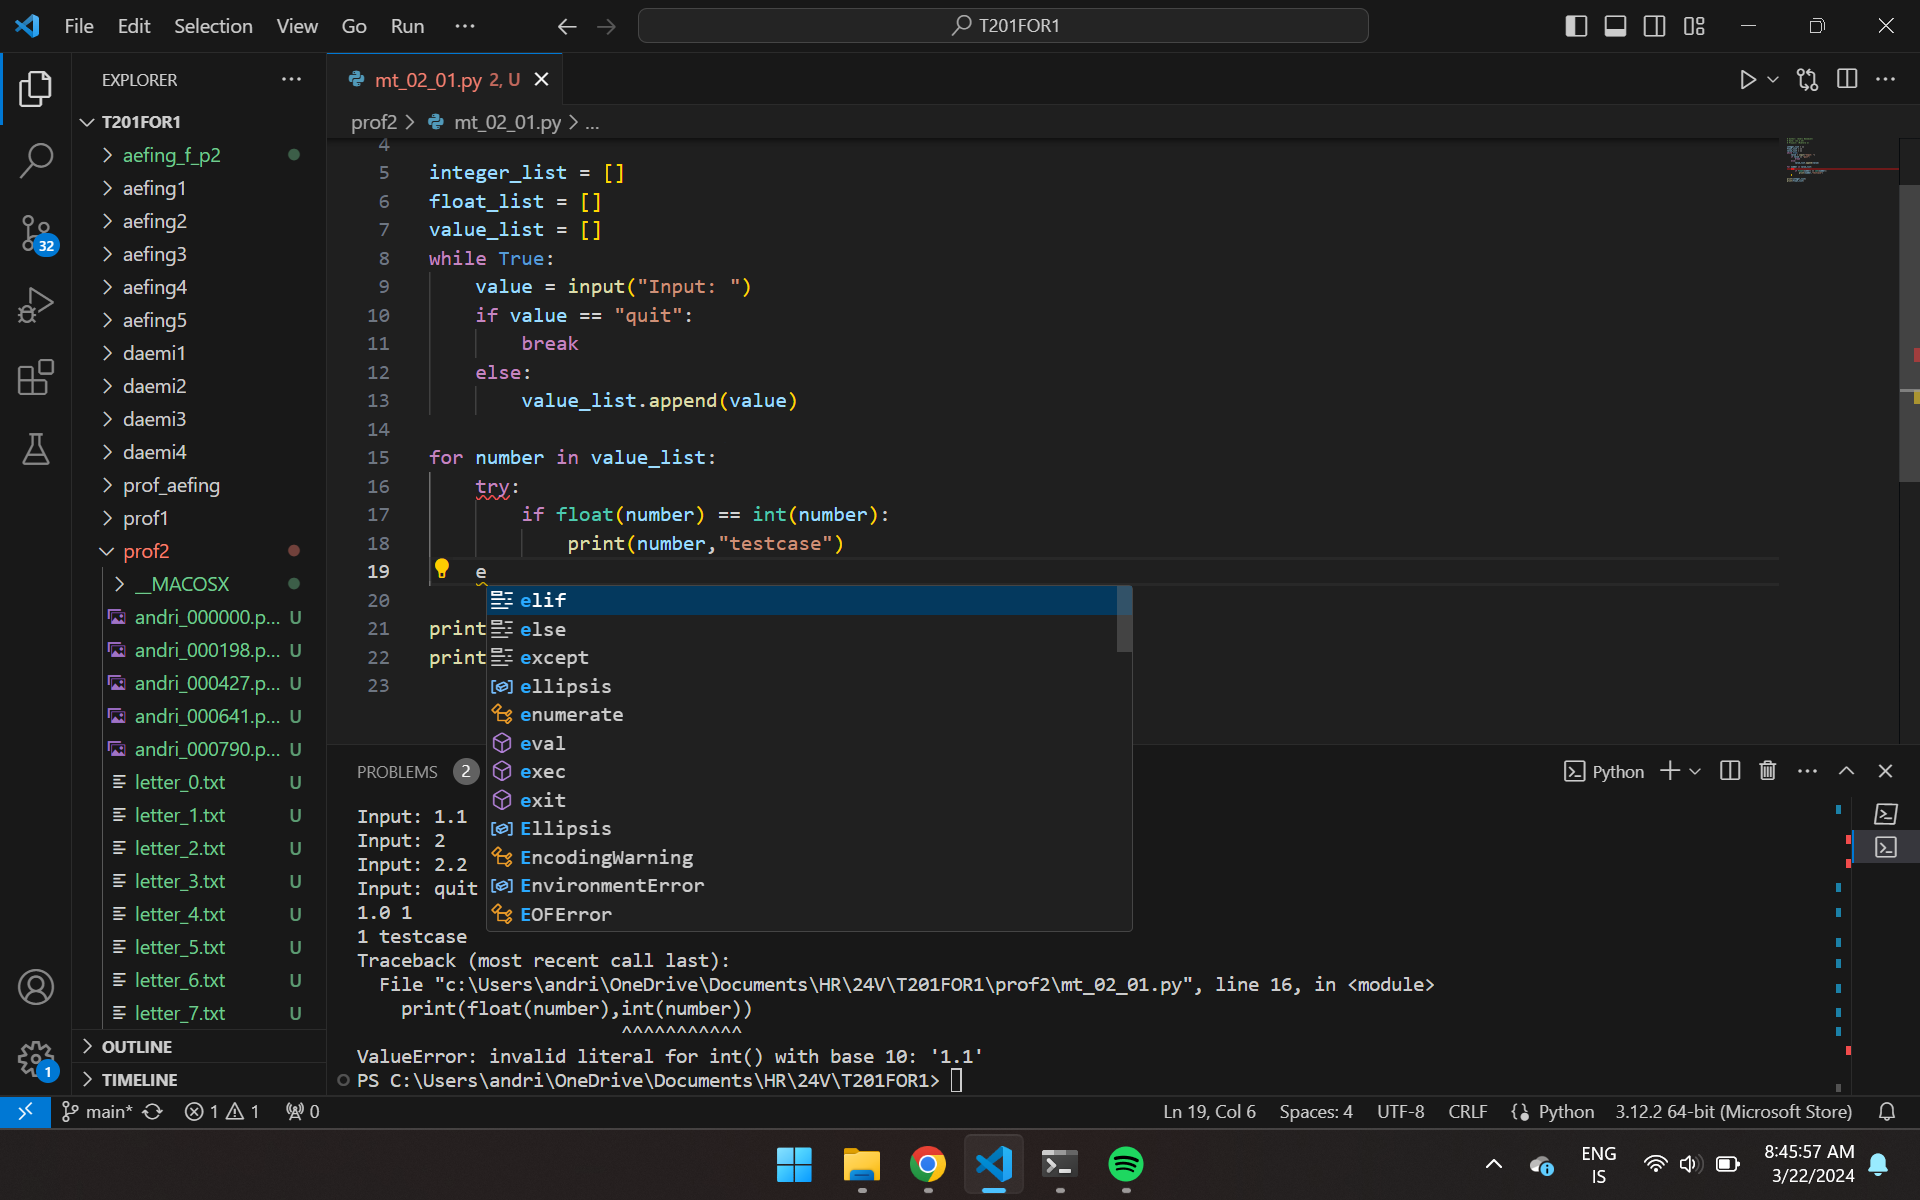 File Edit Selection View Go Run ···
T201FOR1
EXPLORER ···
mt_02_01.py 2, U
prof2 > mt_02_01.py > ...
T201FOR1
aefing_f_p2
aefing1
aefing2
aefing3
aefing4
aefing5
daemi1
daemi2
daemi3
daemi4
prof_aefing
prof1
prof2
__MACOSX
andri_000000.p... U
andri_000198.p... U
andri_000427.p... U
andri_000641.p... U
andri_000790.p... U
letter_0.txt U
letter_1.txt U
letter_2.txt U
letter_3.txt U
letter_4.txt U
letter_5.txt U
letter_6.txt U
letter_7.txt U
OUTLINE
TIMELINE
32
1
4
5 integer_list = []
6 float_list = []
7 value_list = []
8 while True:
9 value = input("Input: ")
10 if value == "quit":
11 break
12 else:
13 value_list.append(value)
14
15 for number in value_list:
16 try:
17 if float(number) == int(number):
18 print(number,"testcase")
19 e
20
21 print
22 print
23
elif
else
except
ellipsis
enumerate
eval
exec
exit
Ellipsis
EncodingWarning
EnvironmentError
EOFError
PROBLEMS 2
Python
Input: 1.1
Input: 2
Input: 2.2
Input: quit
1.0 1
1 testcase
Traceback (most recent call last):
File "c:\Users\andri\OneDrive\Documents\HR\24V\T201FOR1\prof2\mt_02_01.py", line 16, in <module>
print(float(number),int(number))
^^^^^^^^^^^
ValueError: invalid literal for int() with base 10: '1.1'
PS C:\Users\andri\OneDrive\Documents\HR\24V\T201FOR1>
main* 1 1 0
Ln 19, Col 6 Spaces: 4 UTF-8 CRLF Python 3.12.2 64-bit (Microsoft Store)
ENG
IS
8:45:57 AM
3/22/2024